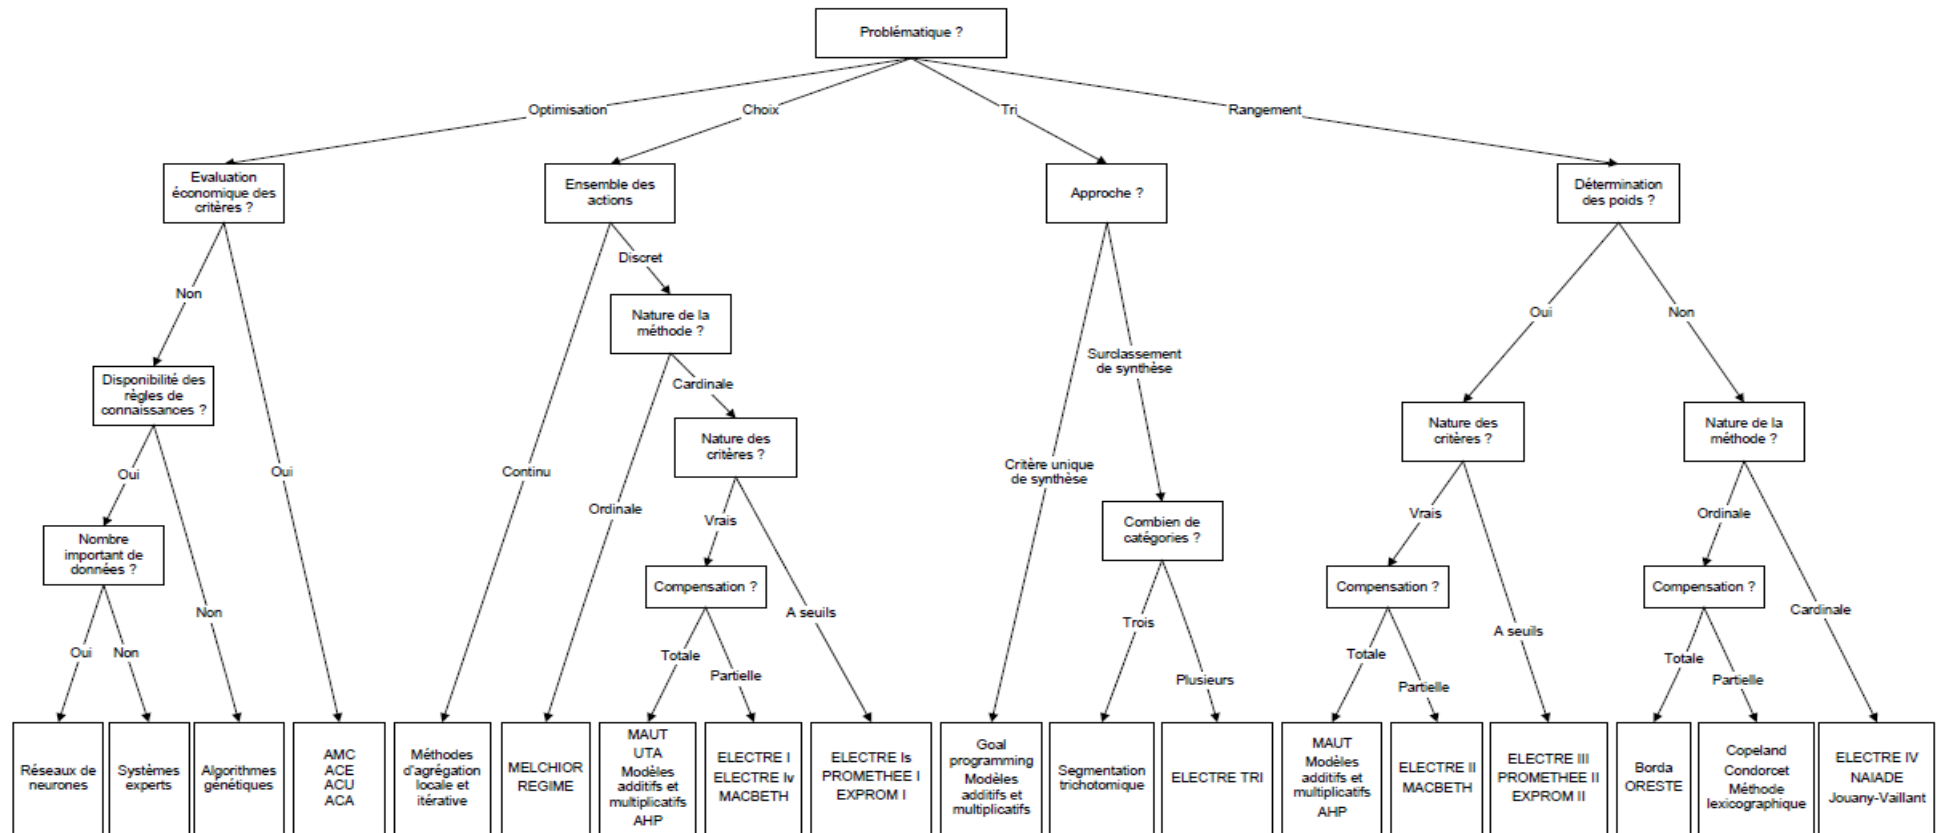 Problématique ?
Optimisation
Choix
Tri
Rangement
Evaluation
économique des
critères ?
Ensemble des
actions
Approche ?
Détermination
des poids ?
Discret
Non
Nature de la
méthode ?
Oui
Non
Surclassement
de synthèse
Disponibilité des
règles de
connaissances ?
Cardinale
Nature des
critères ?
Nature des
critères ?
Nature de la
méthode ?
Oui
Oui
Continu
Critère unique
de synthèse
Ordinale
Vrais
Vrais
Ordinale
Nombre
important de
données ?
Combien de
catégories ?
Compensation ?
Compensation ?
Compensation ?
Non
A seuils
Trois
A seuils
Cardinale
Oui
Non
Totale
Partielle
Plusieurs
Totale
Partielle
Totale
Partielle
Réseaux de
neurones
Systèmes
experts
Algorithmes
génétiques
AMC
ACE
ACU
ACA
Méthodes
d'agrégation
locale et
itérative
MELCHIOR
REGIME
MAUT
UTA
Modèles
additifs et
multiplicatifs
AHP
ELECTRE I
ELECTRE Iv
MACBETH
ELECTRE Is
PROMETHEE I
EXPROM I
Goal
programming
Modèles
additifs et
multiplicatifs
Segmentation
trichotomique
ELECTRE TRI
MAUT
Modèles
additifs et
multiplicatifs
AHP
ELECTRE II
MACBETH
ELECTRE III
PROMETHEE II
EXPROM II
Borda
ORESTE
Copeland
Condorcet
Méthode
lexicographique
ELECTRE IV
NAIADE
Jouany-Vaillant